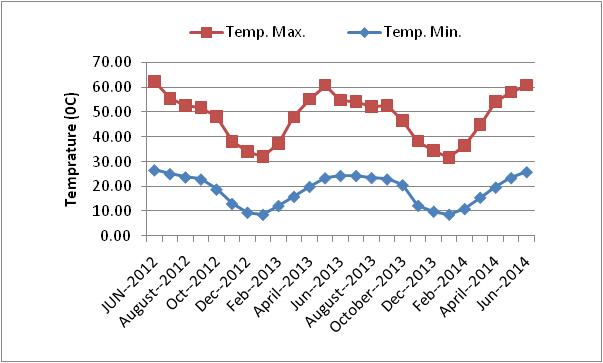 Temp. Max. Temp. Min.
Temprature (0C)
70.00
60.00
50.00
40.00
30.00
20.00
10.00
0.00
JUN--2012
August--2012
Oct--2012
Dec--2012
Feb--2013
April--2013
Jun--2013
August--2013
October--2013
Dec--2013
Feb--2014
April--2014
Jun--2014